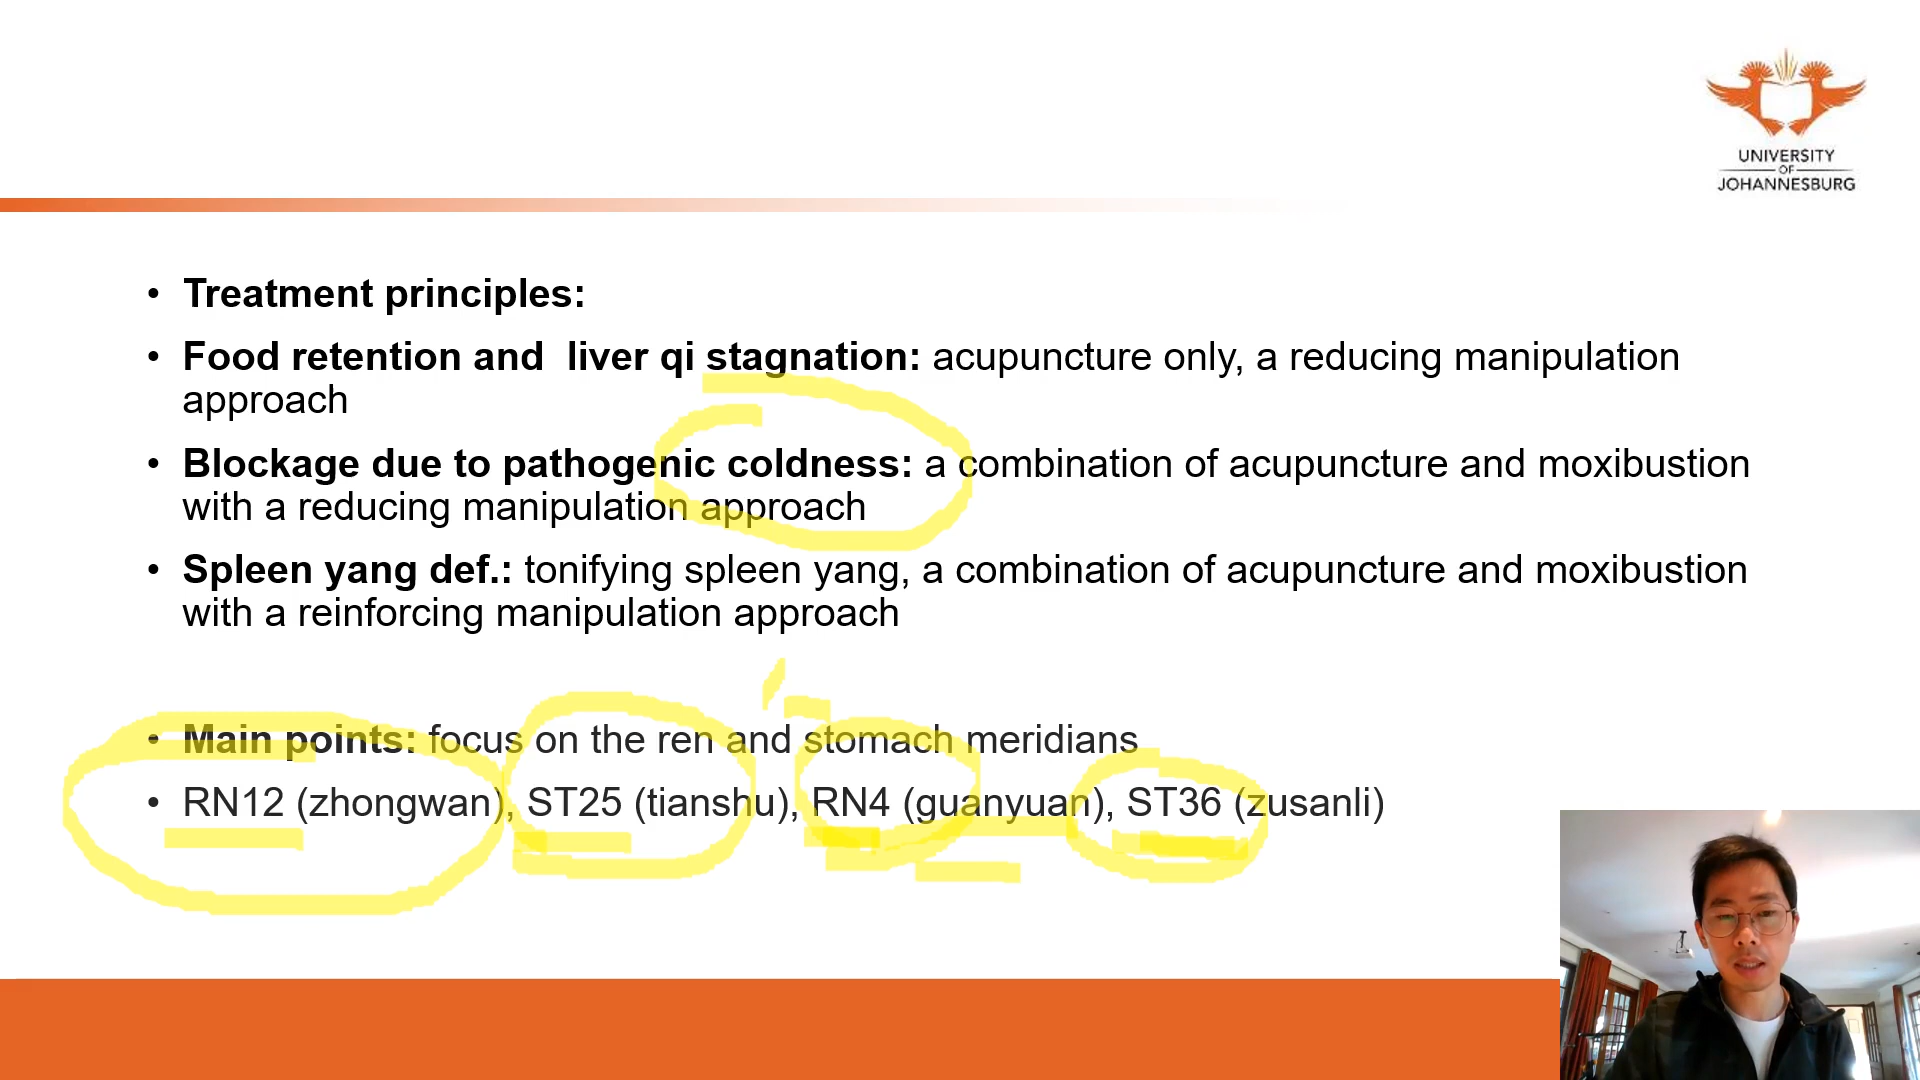 UNIVERSITY
OF
JOHANNESBURG
• Treatment principles:
• Food retention and  liver qi stagnation: acupuncture only, a reducing manipulation
approach
• Blockage due to pathogenic coldness: a combination of acupuncture and moxibustion
with a reducing manipulation approach
• Spleen yang def.: tonifying spleen yang, a combination of acupuncture and moxibustion
with a reinforcing manipulation approach
• Main points: focus on the ren and stomach meridians
• RN12 (zhongwan), ST25 (tianshu), RN4 (guanyuan), ST36 (zusanli)